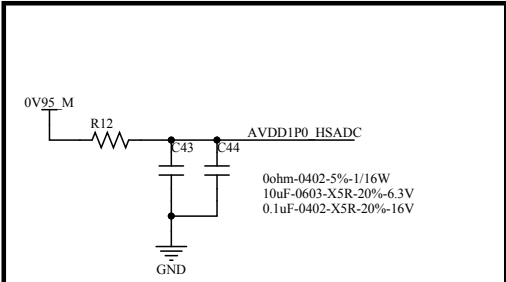 0V95_M
R12
AVDD1P0_HSADC
C43
C44
0ohm-0402-5%-1/16W
10uF-0603-X5R-20%-6.3V
0.1uF-0402-X5R-20%-16V
GND